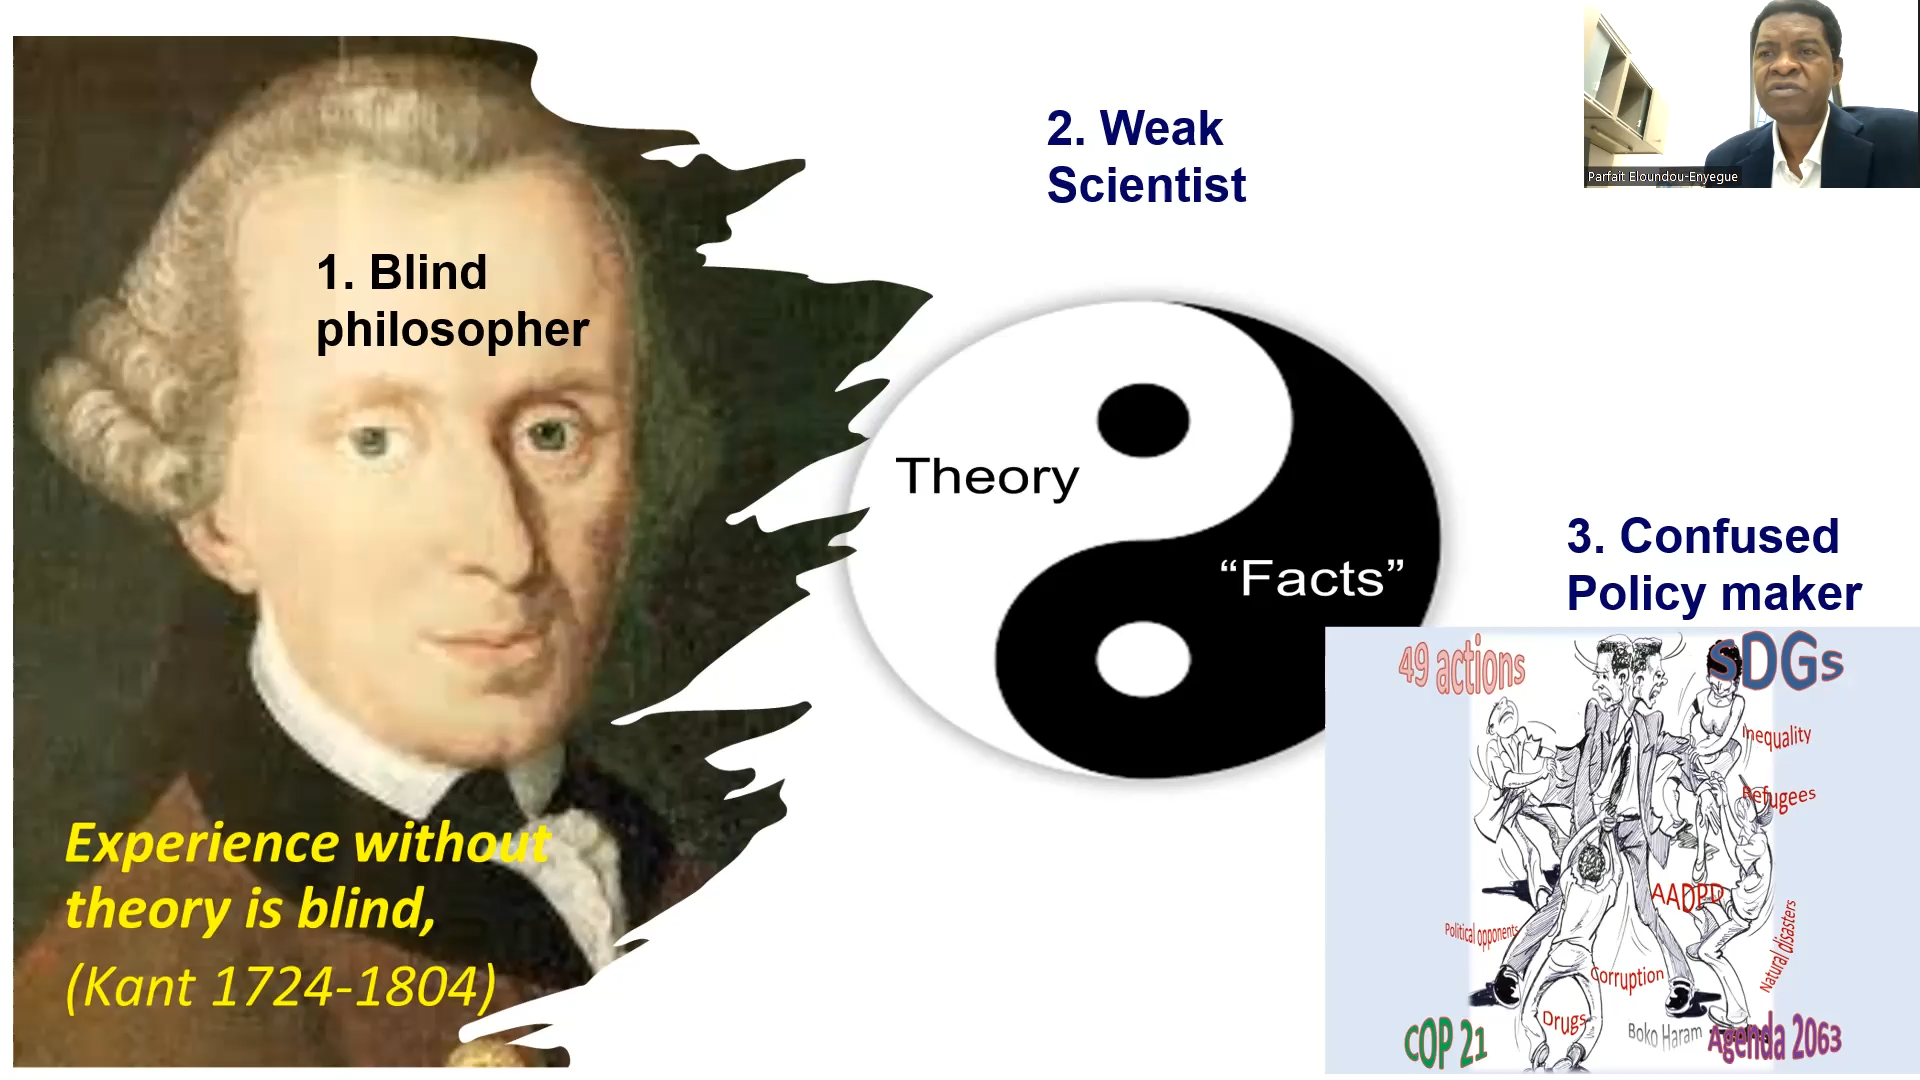 1. Blind
philosopher
Experience without
theory is blind,
(Kant 1724-1804)
2. Weak
Scientist
Theory
“Facts”
Parfait Eloundou-Enyegue
3. Confused
Policy maker
49 actions
SDGs
Inequality
Refugees
AADPD
Natural disasters
Political opponents
Corruption
Drugs
Boko Haram
COP 21
Agenda 2063